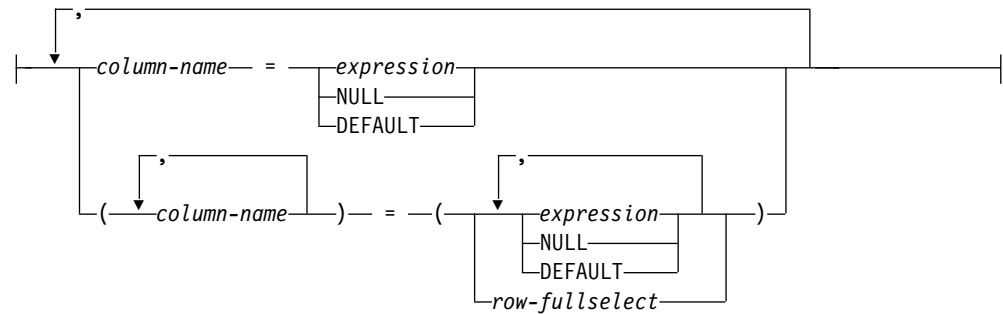 ,
column-name = expression
NULL
DEFAULT
, ,
( column-name ) = ( expression )
NULL
DEFAULT
row-fullselect